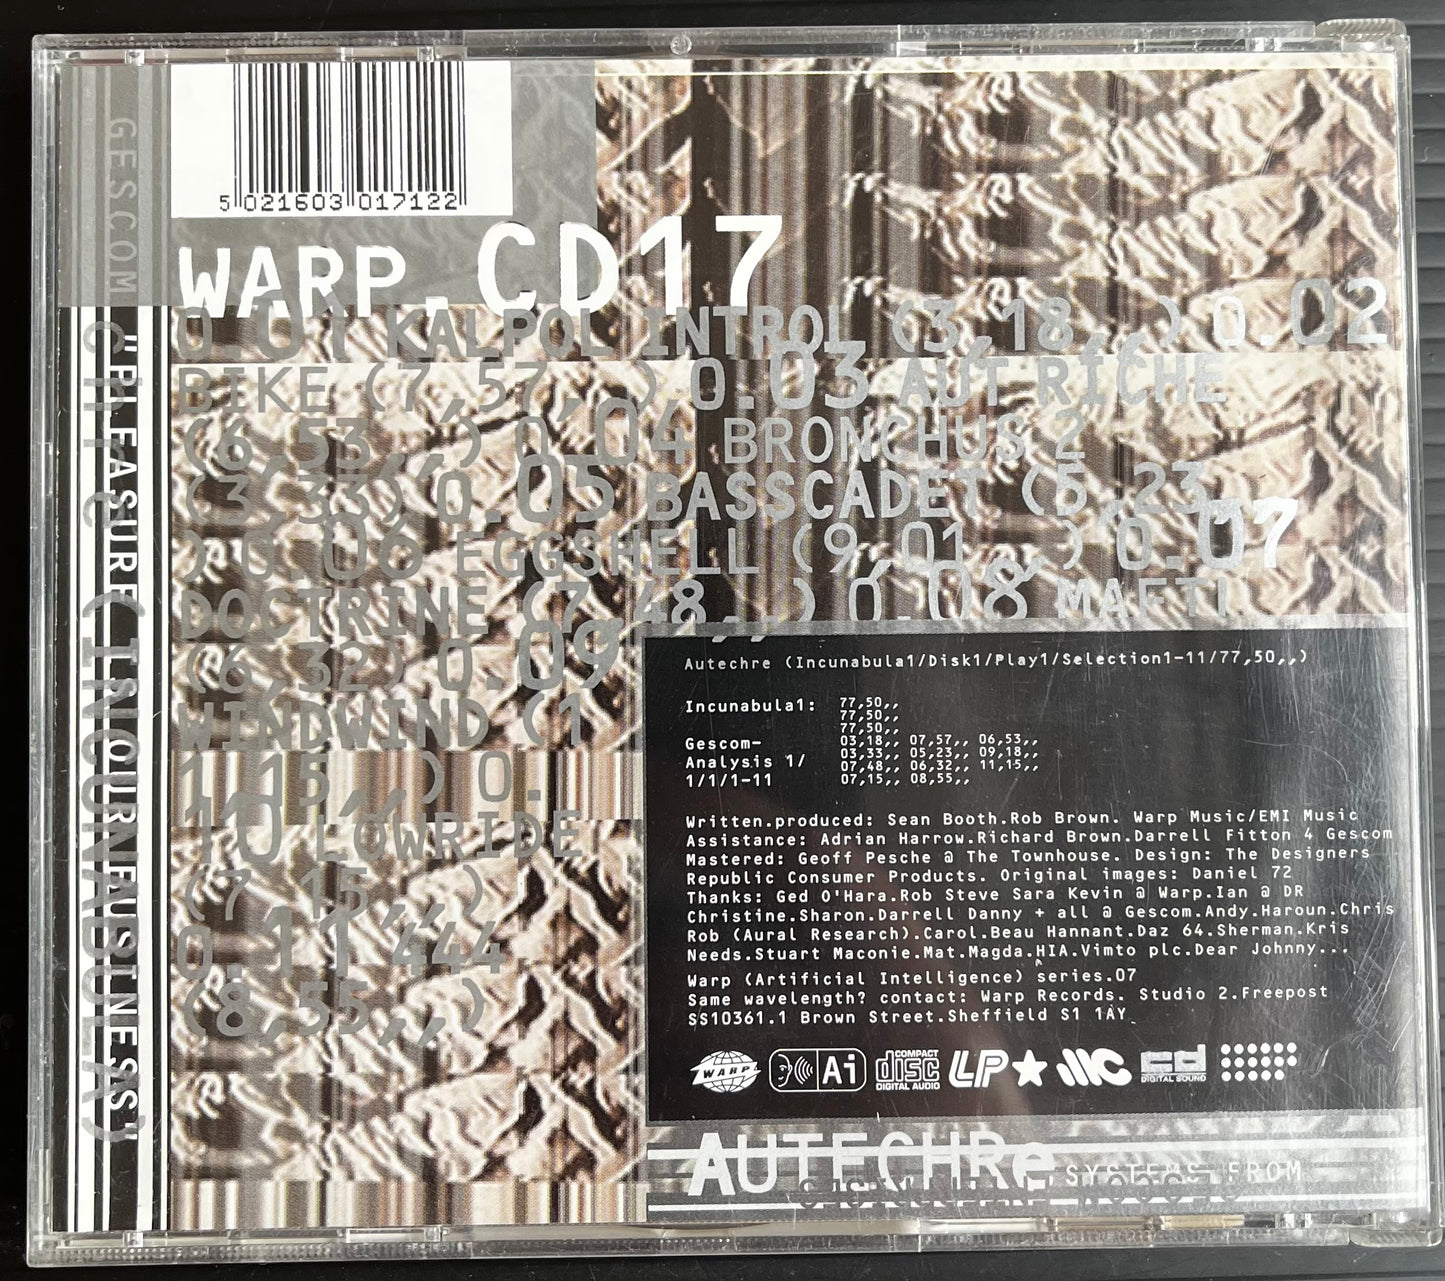 GESCOM
"PLEASURE IS OUR FAUSTINESS"
(INCUNABULA)
5 021603 017122
WARP.CD17
0.01 KALPOL INTROL (3,18,,) 0.02
BIKE (7,57,,) 0.03 AUTRICHE
(6,53,,) 0.04 BRONCHUS 2
(3,33) 0.05 BASSCADET (5,23
) 0.06 EGGSHELL (9,01,,) 0.07
DOCTRINE (7,48,,) 0.08 MAETI
(6,32) 0.09
WINDWIND (1
1,15,,) 0.
10 LOWRIDE
(7,15,,)
0.11 444
(8,55,,)
Autechre (Incunabula1/Disk1/Play1/Selection1-11/77,50,,)
Incunabula1: 77,50,,
77,50,,
77,50,,
Gescom- 03,18,, 07,57,, 06,53,,
03,33,, 05,23,, 09,18,,
Analysis 1/ 07,48,, 06,32,, 11,15,,
1/1/1-11 07,15,, 08,55,,
Written.produced: Sean Booth.Rob Brown. Warp Music/EMI Music
Assistance: Adrian Harrow.Richard Brown.Darrell Fitton 4 Gescom
Mastered: Geoff Pesche @ The Townhouse. Design: The Designers
Republic Consumer Products. Original images: Daniel 72
Thanks: Ged O'Hara.Rob Steve Sara Kevin @ Warp.Ian @ DR
Christine.Sharon.Darrell Danny + all @ Gescom.Andy.Haroun.Chris
Rob (Aural Research).Carol.Beau Hannant.Daz 64.Sherman.Kris
Needs.Stuart Maconie.Mat.Magda.HIA.Vimto plc.Dear Johnny...
Warp (Artificial Intelligence) series.07
Same wavelength? contact: Warp Records. Studio 2.Freepost
SS10361.1 Brown Street.Sheffield S1 1AY
WARP Ai COMPACT disc DIGITAL AUDIO LP MC cd DIGITAL SOUND
AUTECHRe SYSTEMS FROM